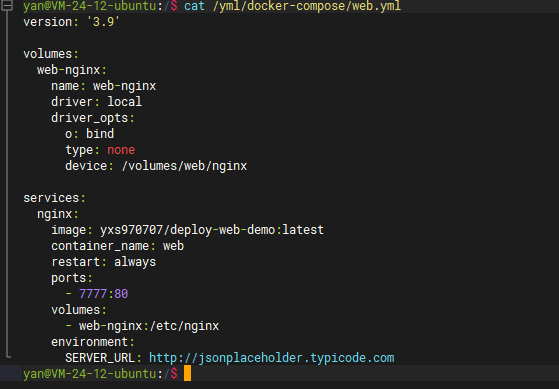 yan@VM-24-12-ubuntu:/$ cat /yml/docker-compose/web.yml
version: '3.9'

volumes:
  web-nginx:
    name: web-nginx
    driver: local
    driver_opts:
      o: bind
      type: none
      device: /volumes/web/nginx

services:
  nginx:
    image: yxs970707/deploy-web-demo:latest
    container_name: web
    restart: always
    ports:
      - 7777:80
    volumes:
      - web-nginx:/etc/nginx
    environment:
      SERVER_URL: http://jsonplaceholder.typicode.com
yan@VM-24-12-ubuntu:/$